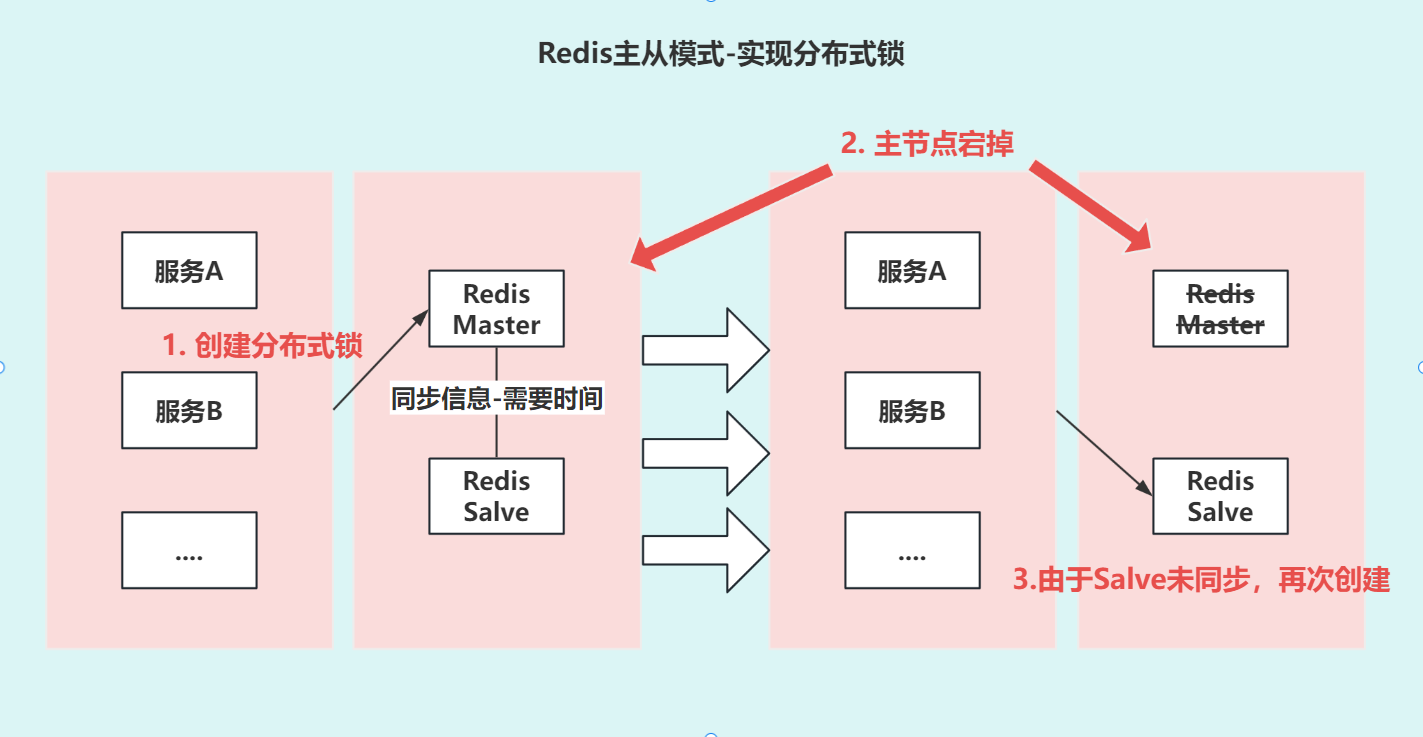 Redis主从模式-实现分布式锁
2. 主节点宕掉
服务A
Redis
Master
1. 创建分布式锁
同步信息-需要时间
服务B
Redis
Salve
....
服务A
Redis
Master
服务B
Redis
Salve
....
3.由于Salve未同步，再次创建